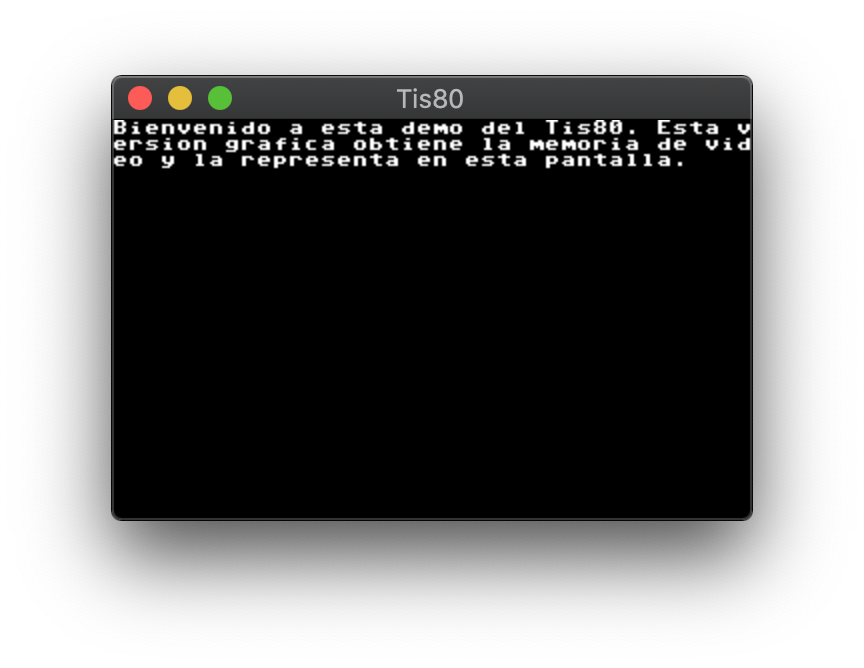 Tis80
Bienvenido a esta demo del Tis80. Esta v
ersion grafica obtiene la memoria de vid
eo y la representa en esta pantalla.